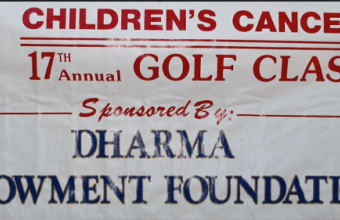 CHILDREN'S CANCE
17TH Annual GOLF CLAS
Sponsored By:
DHARMA
OWMENT FOUNDATI